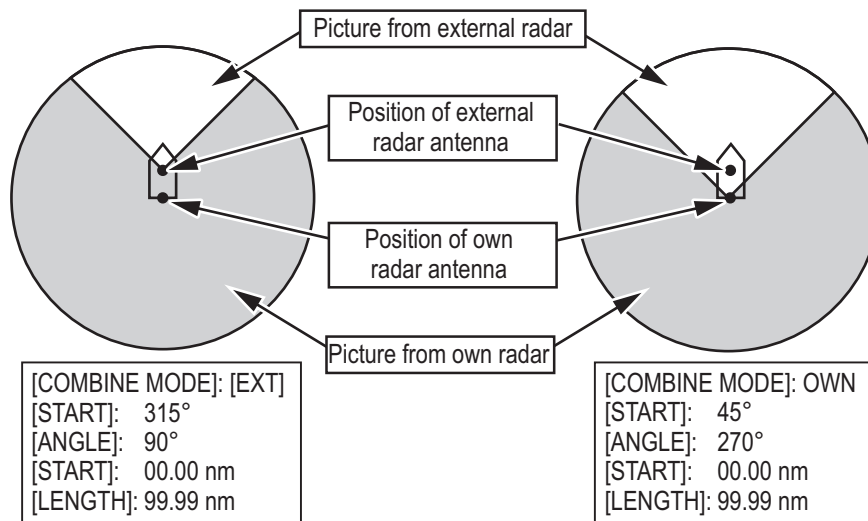 Picture from external radar
Position of external
radar antenna
Position of own
radar antenna
Picture from own radar
[COMBINE MODE]: [EXT]
[START]: 315°
[ANGLE]: 90°
[START]: 00.00 nm
[LENGTH]: 99.99 nm
[COMBINE MODE]: OWN
[START]: 45°
[ANGLE]: 270°
[START]: 00.00 nm
[LENGTH]: 99.99 nm